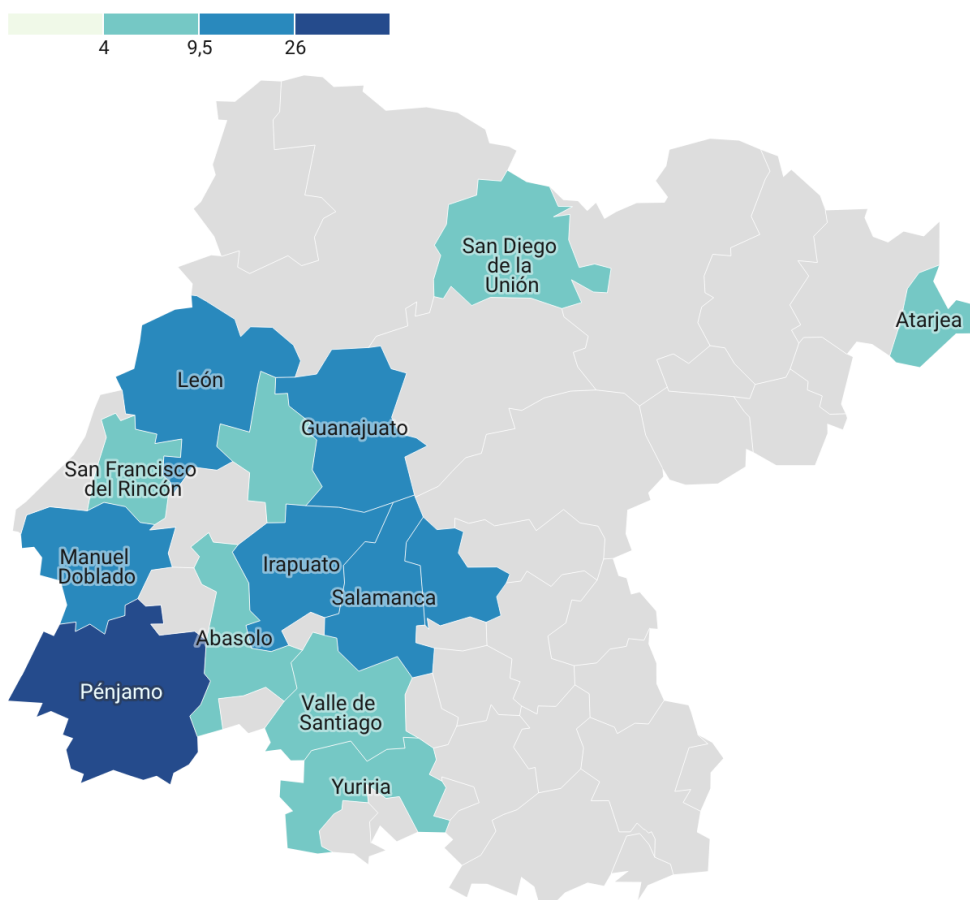 4
9,5
26
San Diego
de la
Unión
Atarjea
León
Guanajuato
San Francisco
del Rincón
Manuel
Doblado
Irapuato
Salamanca
Abasolo
Pénjamo
Valle de
Santiago
Yuriria